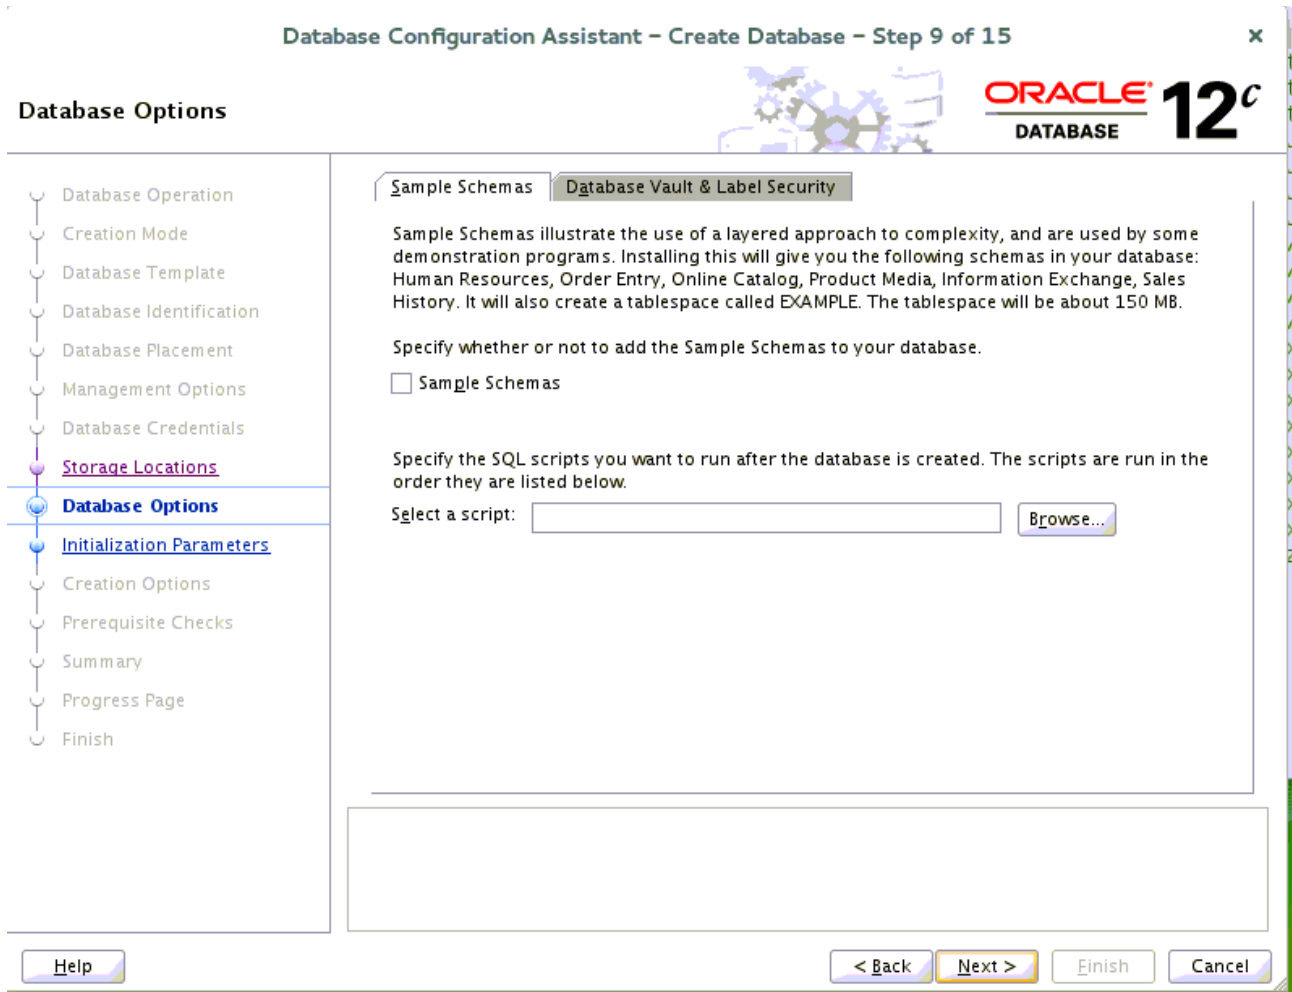 Database Configuration Assistant – Create Database – Step 9 of 15
Database Options
ORACLE
DATABASE
12c
Database Operation
Creation Mode
Database Template
Database Identification
Database Placement
Management Options
Database Credentials
Storage Locations
Database Options
Initialization Parameters
Creation Options
Prerequisite Checks
Summary
Progress Page
Finish
Sample Schemas
Database Vault & Label Security
Sample Schemas illustrate the use of a layered approach to complexity, and are used by some
demonstration programs. Installing this will give you the following schemas in your database:
Human Resources, Order Entry, Online Catalog, Product Media, Information Exchange, Sales
History. It will also create a tablespace called EXAMPLE. The tablespace will be about 150 MB.
Specify whether or not to add the Sample Schemas to your database.
Sample Schemas
Specify the SQL scripts you want to run after the database is created. The scripts are run in the
order they are listed below.
Select a script:
Browse...
Help
< Back
Next >
Finish
Cancel